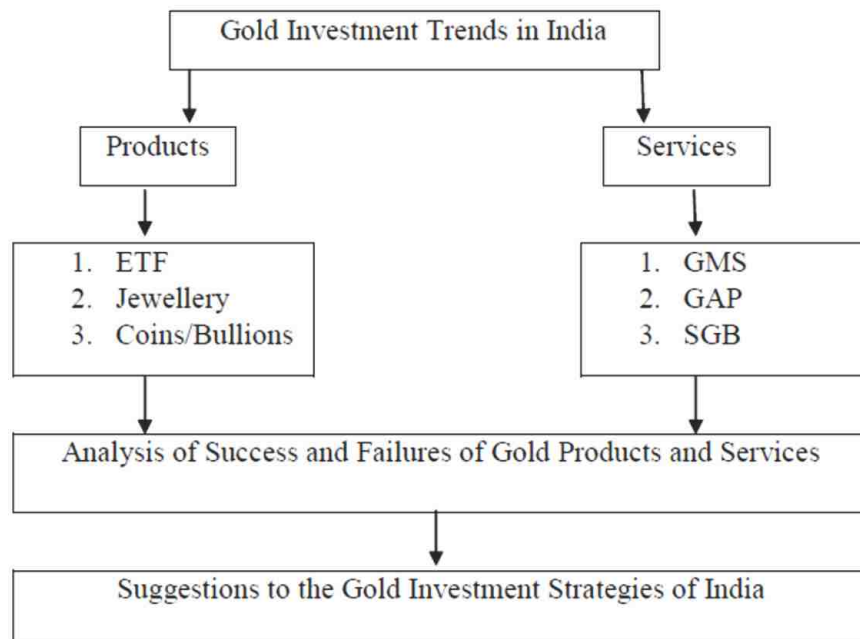 Gold Investment Trends in India
Products
Services
1. ETF
2. Jewellery
3. Coins/Bullions
1. GMS
2. GAP
3. SGB
Analysis of Success and Failures of Gold Products and Services
Suggestions to the Gold Investment Strategies of India